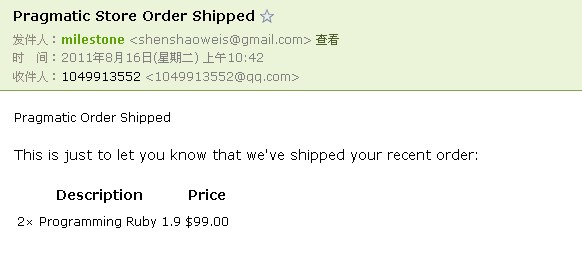 Pragmatic Store Order Shipped
发件人：milestone <shenshaoweis@gmail.com> 查看
时 间：2011年8月16日(星期二) 上午10:42
收件人：1049913552 <1049913552@qq.com>
Pragmatic Order Shipped
This is just to let you know that we've shipped your recent order:
Description Price
2× Programming Ruby 1.9 $99.00